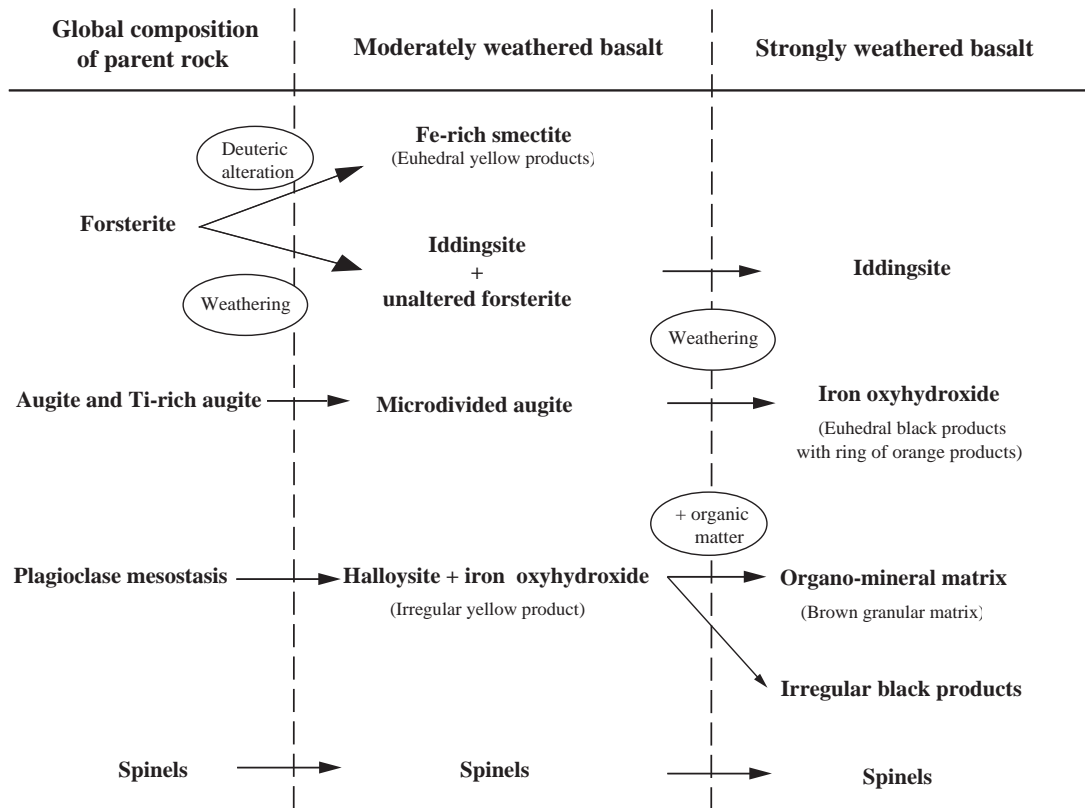 Global composition
of parent rock
Moderately weathered basalt
Strongly weathered basalt
Deuteric
alteration
Fe-rich smectite
(Euhedral yellow products)
Forsterite
Iddingsite
+
unaltered forsterite
Iddingsite
Weathering
Weathering
Augite and Ti-rich augite
Microdivided augite
Iron oxyhydroxide
(Euhedral black products
with ring of orange products)
+ organic
matter
Plagioclase mesostasis
Halloysite + iron oxyhydroxide
(Irregular yellow product)
Organo-mineral matrix
(Brown granular matrix)
Irregular black products
Spinels
Spinels
Spinels